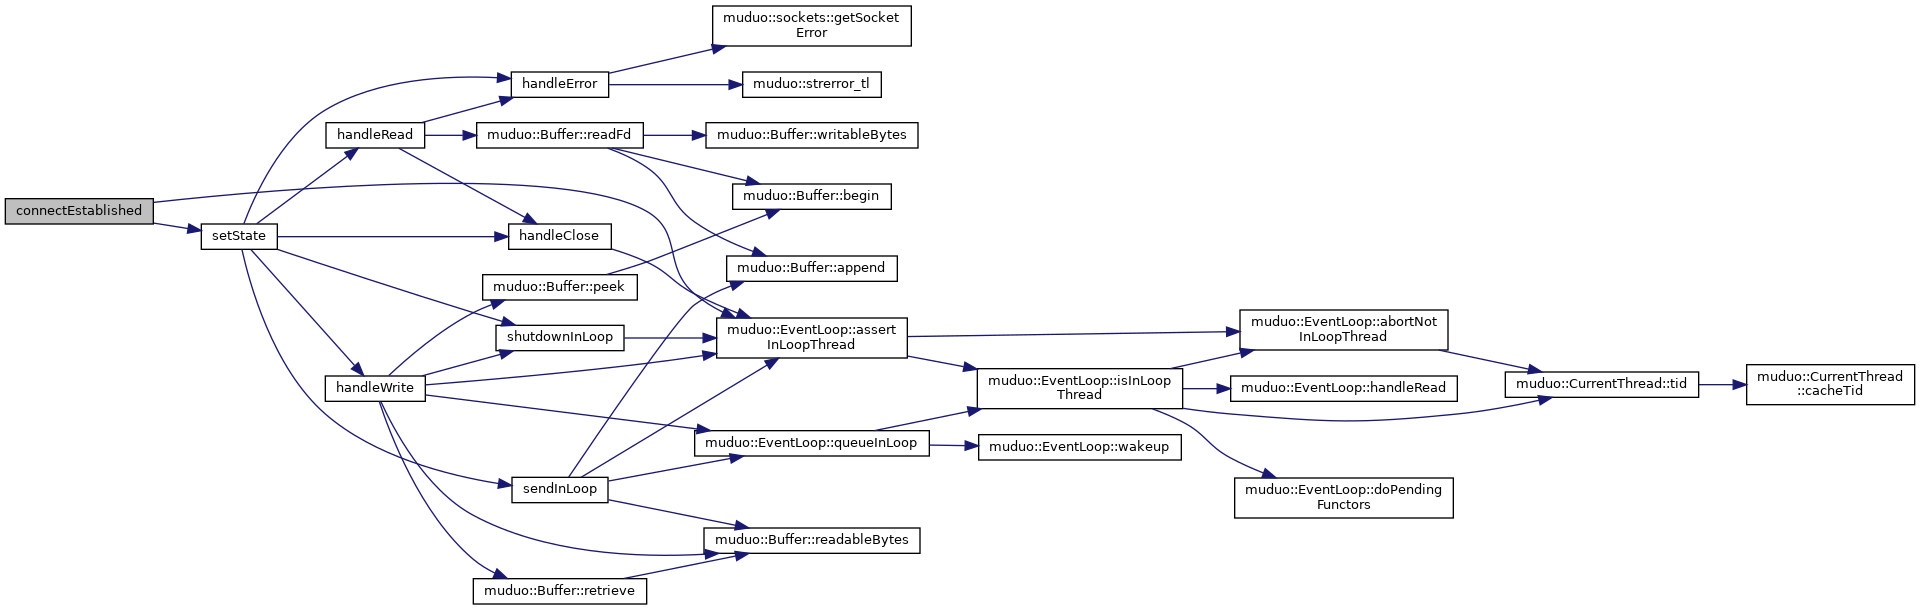 muduo::sockets::getSocket
Error
handleError
muduo::strerror_tl
handleRead
muduo::Buffer::readFd
muduo::Buffer::writableBytes
muduo::Buffer::begin
connectEstablished
setState
handleClose
muduo::Buffer::append
muduo::Buffer::peek
shutdownInLoop
muduo::EventLoop::assert
InLoopThread
muduo::EventLoop::abortNot
InLoopThread
handleWrite
muduo::EventLoop::isInLoop
Thread
muduo::EventLoop::handleRead
muduo::CurrentThread::tid
muduo::CurrentThread
::cacheTid
muduo::EventLoop::queueInLoop
muduo::EventLoop::wakeup
sendInLoop
muduo::EventLoop::doPending
Functors
muduo::Buffer::readableBytes
muduo::Buffer::retrieve